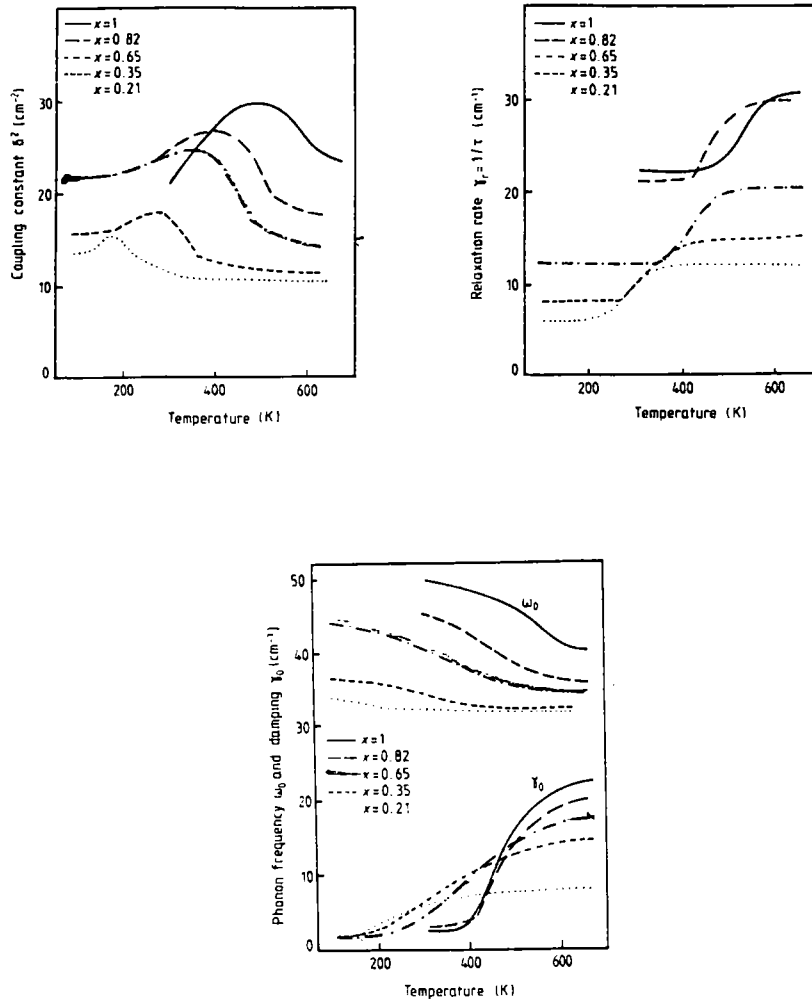 x=1
x=0.82
x=0.65
x=0.35
x=0.21
30
20
10
0
200
400
600
Coupling constant δ² (cm⁻²)
Temperature (K)
x=1
x=0.82
x=0.65
x=0.35
x=0.21
30
20
10
0
200
400
600
Relaxation rate γᵣ=1/τ (cm⁻¹)
Temperature (K)
50
40
30
20
10
0
ω₀
x=1
x=0.82
x=0.65
x=0.35
x=0.21
γ₀
200
400
600
Phonon frequency ω₀ and damping γ₀ (cm⁻¹)
Temperature (K)